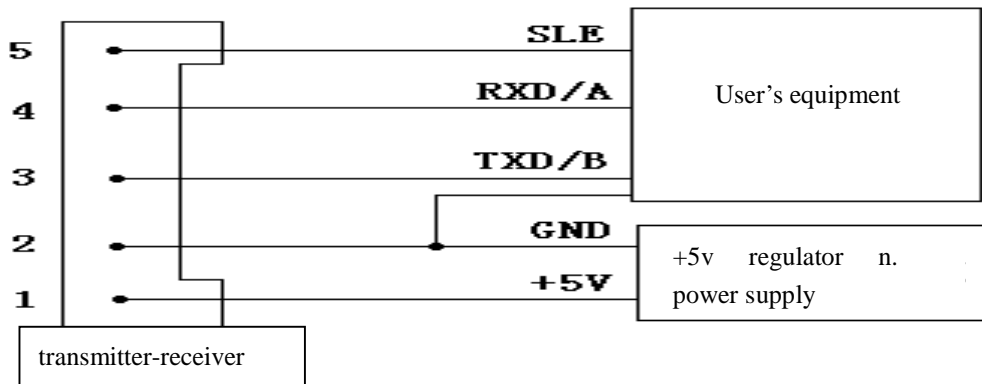 5 SLE
4 RXD/A User's equipment
3 TXD/B
2 GND
+5v regulator n.
power supply
1 +5V
transmitter-receiver